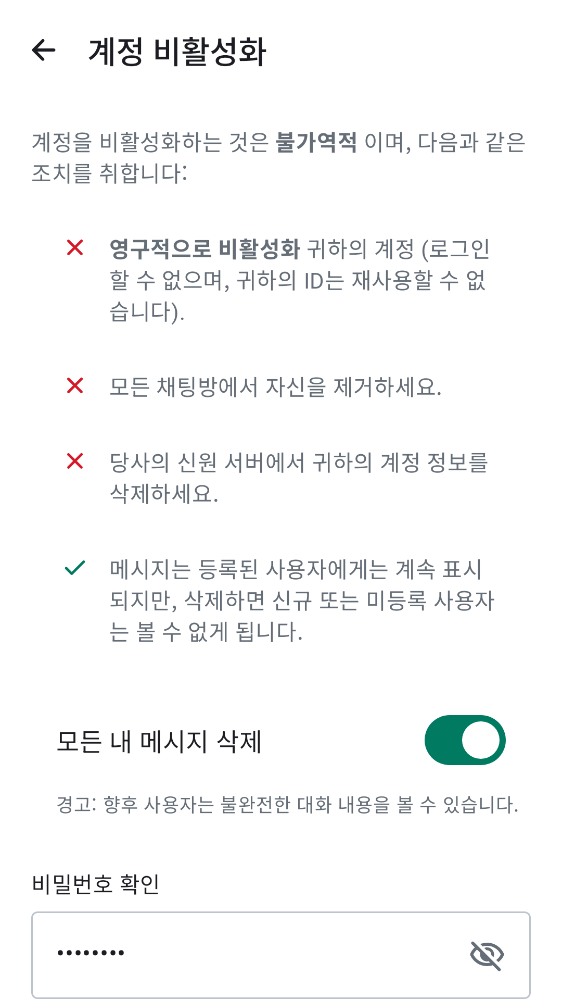 계정 비활성화
계정을 비활성화하는 것은 불가역적 이며, 다음과 같은
조치를 취합니다:
영구적으로 비활성화 귀하의 계정 (로그인
할 수 없으며, 귀하의 ID는 재사용할 수 없
습니다).
모든 채팅방에서 자신을 제거하세요.
당사의 신원 서버에서 귀하의 계정 정보를
삭제하세요.
메시지는 등록된 사용자에게는 계속 표시
되지만, 삭제하면 신규 또는 미등록 사용자
는 볼 수 없게 됩니다.
모든 내 메시지 삭제
경고: 향후 사용자는 불완전한 대화 내용을 볼 수 있습니다.
비밀번호 확인
••••••••